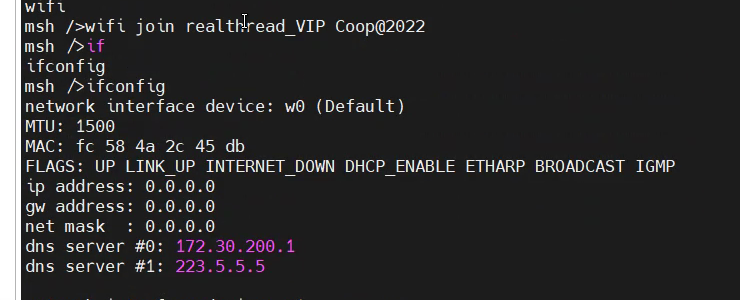 wifi
msh />wifi join realthread_VIP Coop@2022
msh />if
ifconfig
msh />ifconfig
network interface device: w0 (Default)
MTU: 1500
MAC: fc 58 4a 2c 45 db
FLAGS: UP LINK_UP INTERNET_DOWN DHCP_ENABLE ETHARP BROADCAST IGMP
ip address: 0.0.0.0
gw address: 0.0.0.0
net mask  : 0.0.0.0
dns server #0: 172.30.200.1
dns server #1: 223.5.5.5